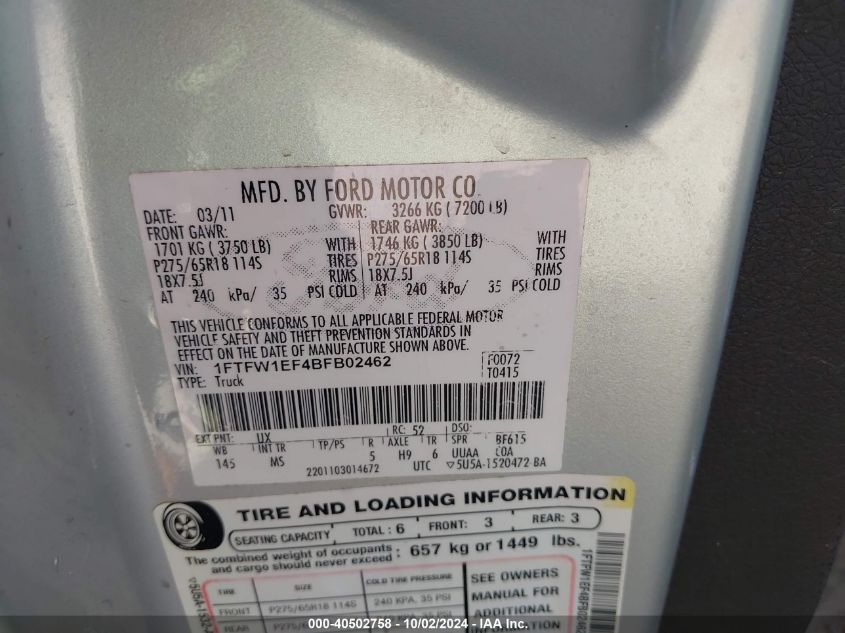 MFD. BY FORD MOTOR CO.
DATE: 03/11 GVWR: 3266 KG ( 7200 LB)
FRONT GAWR: REAR GAWR:
1701 KG ( 3750 LB) WITH 1746 KG ( 3850 LB) WITH
P275/65R18 114S TIRES P275/65R18 114S TIRES
18X7.5J RIMS 18X7.5J RIMS
AT 240 kPa/ 35 PSI COLD AT 240 kPa/ 35 PSI COLD
THIS VEHICLE CONFORMS TO ALL APPLICABLE FEDERAL MOTOR
VEHICLE SAFETY AND THEFT PREVENTION STANDARDS IN
EFFECT ON THE DATE OF MANUFACTURE SHOWN ABOVE.
VIN: 1FTFW1EF4BFB02462 F0072
TYPE: Truck T0415
EXT PNT: UX RC: 52 DSO:
WB INT TR TP/PS R AXLE TR SPR BF615
145 MS 5 H9 6 UUAA COA
2201103014672 UTC ▽5U5A-1520472-BA
TIRE AND LOADING INFORMATION
SEATING CAPACITY TOTAL: 6 FRONT: 3 REAR: 3
The combined weight of occupants
and cargo should never exceed: 657 kg or 1449 lbs.
TIRE SIZE COLD TIRE PRESSURE SEE OWNERS
MANUAL FOR
FRONT P275/65R18 114S 240 KPA, 35 PSI ADDITIONAL
REAR INFORMATION
000-40502758 - 10/02/2024 - IAA Inc.